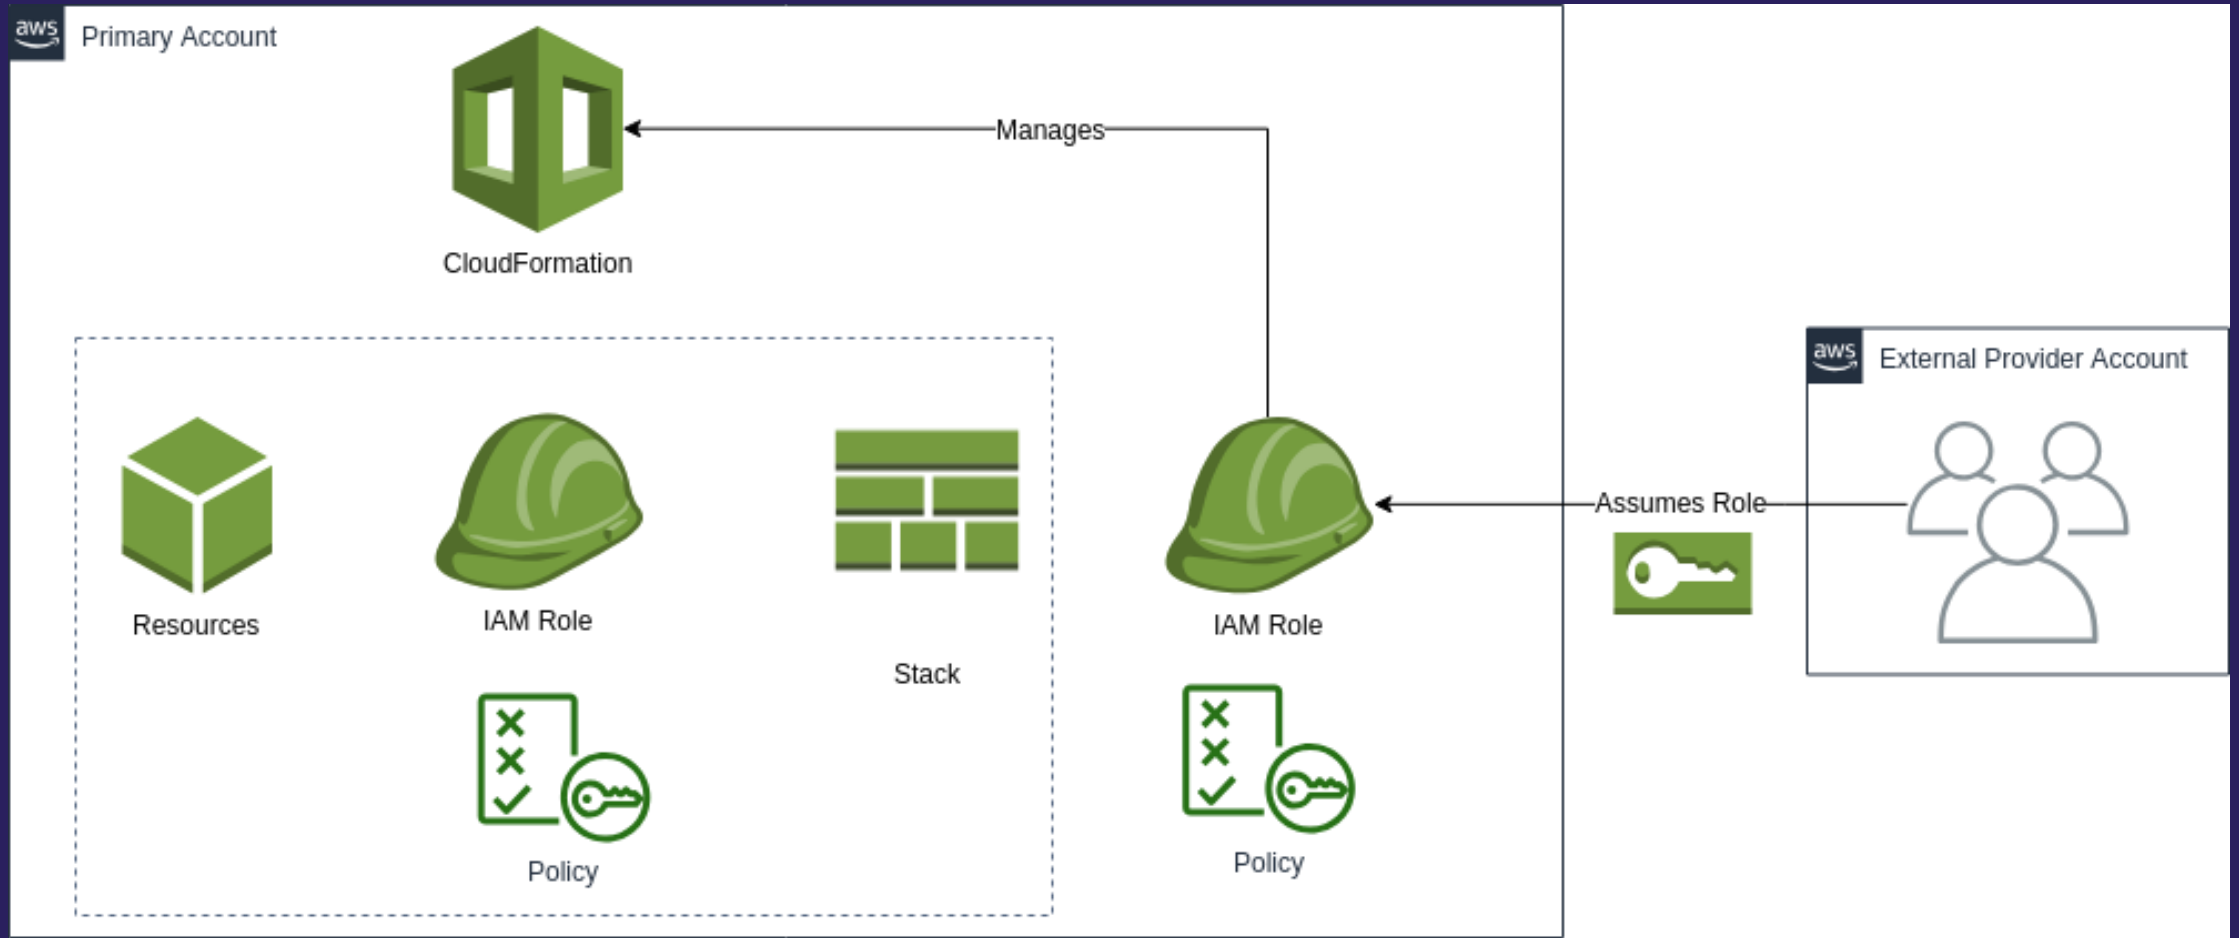 aws
Primary Account
Manages
CloudFormation
aws
External Provider Account
Assumes Role
Resources
IAM Role
Stack
IAM Role
Policy
Policy